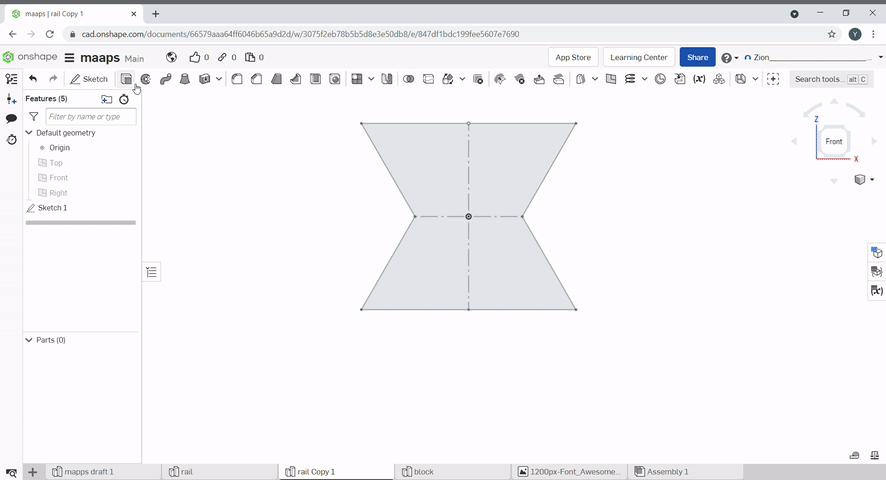 maaps | rail Copy 1
cad.onshape.com/documents/66579aaa64ff6046b65a9d2d/w/3075f2eb78b5b5d8e3e50db6/e/847df1bdc199fee5607e7690
Y
onshape
maaps Main
0
0
0
App Store
Learning Center
Share
Zion
Sketch
Search tools... alt C
Features (5)
Filter by name or type
Default geometry
Origin
Top
Front
Right
Sketch 1
Parts (0)
Z
Front
X
mapps draft 1
rail
rail Copy 1
block
1200px-Font_Awesome...
Assembly 1